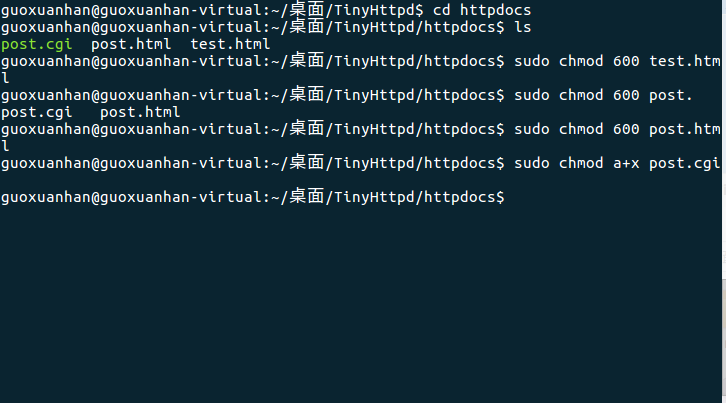 guoxuanhan@guoxuanhan-virtual:~/桌面/TinyHttpd$ cd httpdocs
guoxuanhan@guoxuanhan-virtual:~/桌面/TinyHttpd/httpdocs$ ls
post.cgi  post.html  test.html
guoxuanhan@guoxuanhan-virtual:~/桌面/TinyHttpd/httpdocs$ sudo chmod 600 test.htm
l
guoxuanhan@guoxuanhan-virtual:~/桌面/TinyHttpd/httpdocs$ sudo chmod 600 post.
post.cgi   post.html
guoxuanhan@guoxuanhan-virtual:~/桌面/TinyHttpd/httpdocs$ sudo chmod 600 post.htm
l
guoxuanhan@guoxuanhan-virtual:~/桌面/TinyHttpd/httpdocs$ sudo chmod a+x post.cgi
guoxuanhan@guoxuanhan-virtual:~/桌面/TinyHttpd/httpdocs$